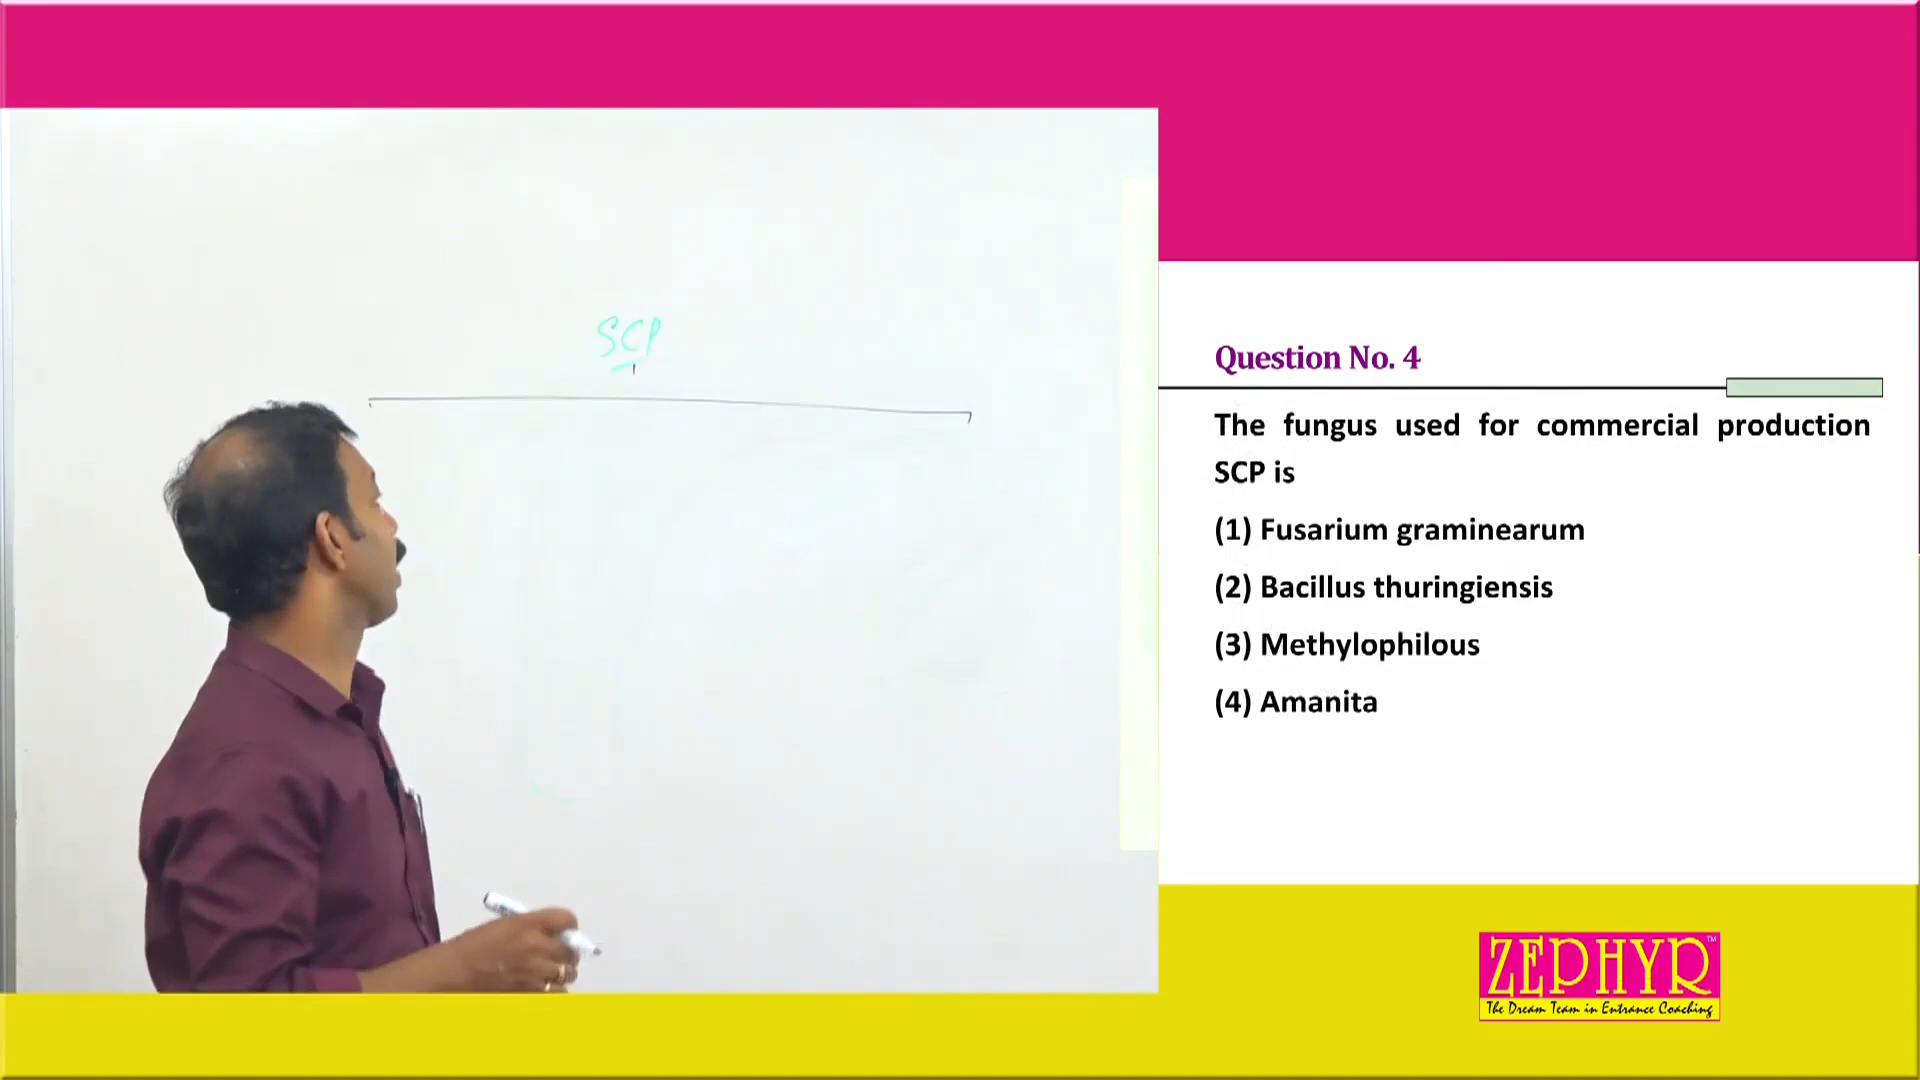 SCP
Question No. 4
The fungus used for commercial production
SCP is
(1) Fusarium graminearum
(2) Bacillus thuringiensis
(3) Methylophilous
(4) Amanita
ZEPHYR™
The Dream Team in Entrance Coaching